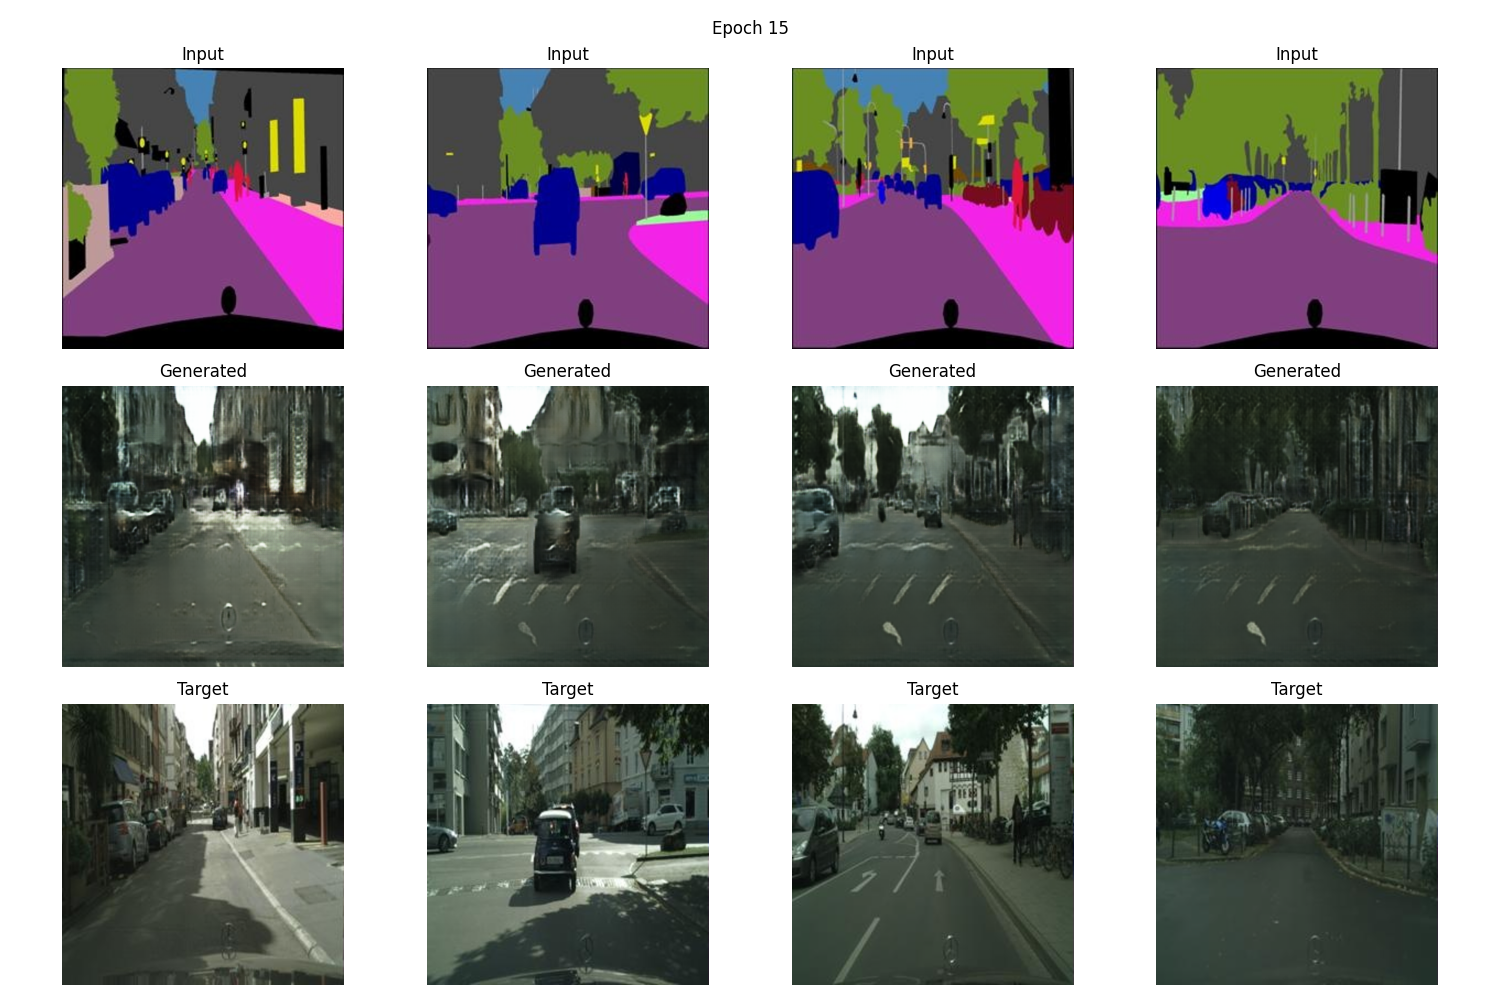 Epoch 15
Input
Input
Input
Input
Generated
Generated
Generated
Generated
Target
Target
Target
Target